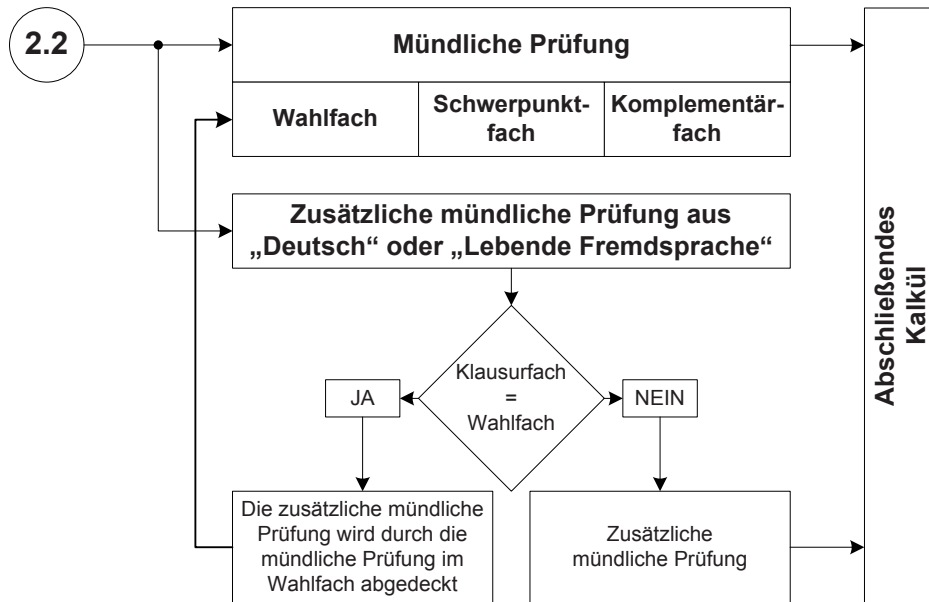 2.2
Mündliche Prüfung
Wahlfach
Schwerpunkt-
fach
Komplementär-
fach
Zusätzliche mündliche Prüfung aus
„Deutsch“ oder „Lebende Fremdsprache“
Klausurfach
=
Wahlfach
JA
NEIN
Die zusätzliche mündliche
Prüfung wird durch die
mündliche Prüfung im
Wahlfach abgedeckt
Zusätzliche
mündliche Prüfung
Abschließendes
Kalkül